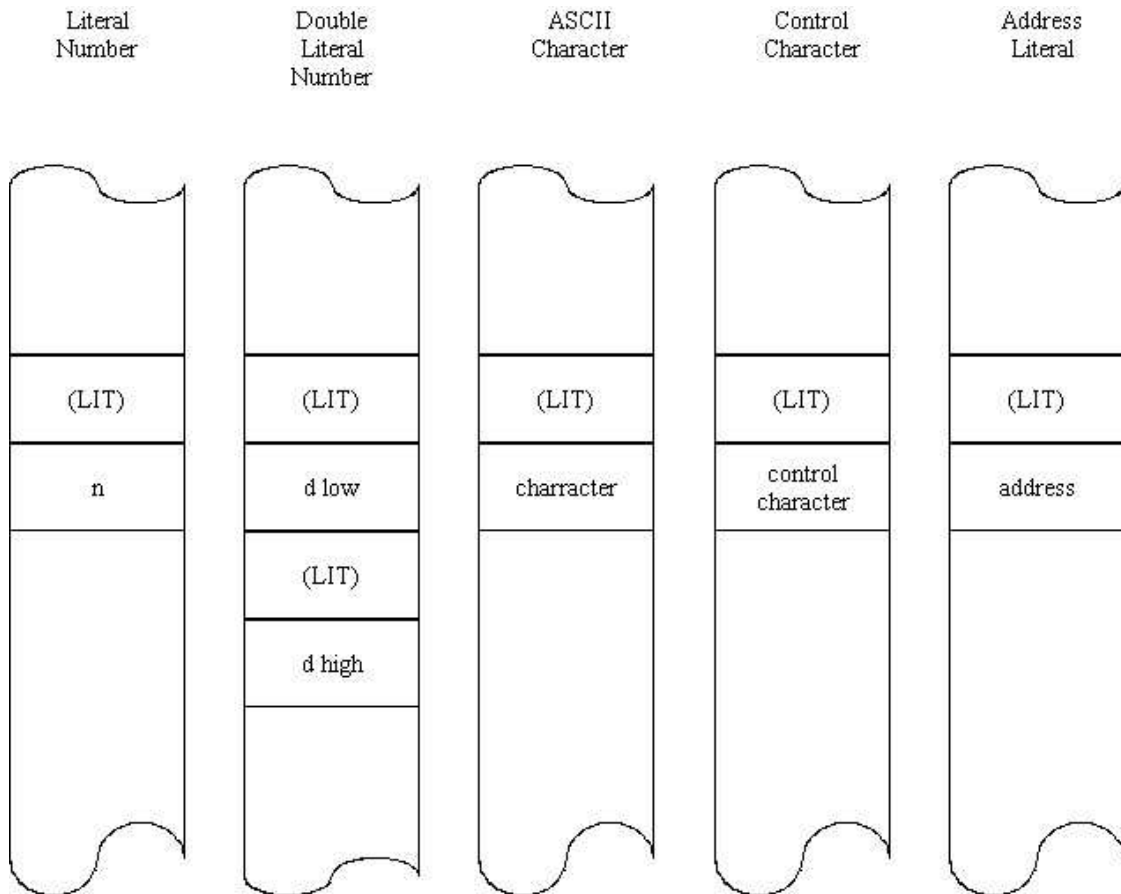 Literal
Number
Double
Literal
Number
ASCII
Character
Control
Character
Address
Literal
(LIT)
(LIT)
(LIT)
(LIT)
(LIT)
n
d low
charracter
control
character
address
(LIT)
d high